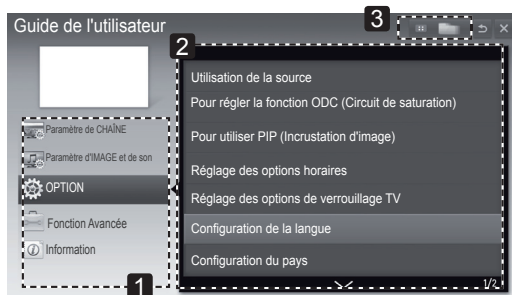 Guide de l'utilisateur
3
2
Utilisation de la source
Pour régler la fonction ODC (Circuit de saturation)
Pour utiliser PIP (Incrustation d'image)
Réglage des options horaires
Réglage des options de verrouillage TV
Configuration de la langue
Configuration du pays
1/2
Paramètre de CHAÎNE
Paramètre d'IMAGE et de son
OPTION
Fonction Avancée
Information
1